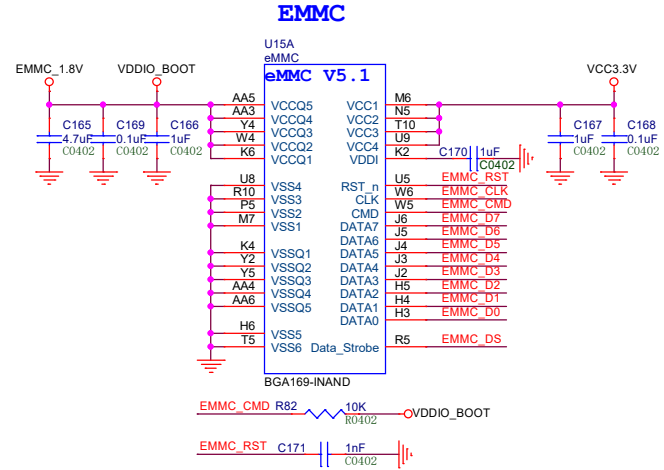 EMMC
U15A
eMMC
EMMC_1.8V VDDIO_BOOT eMMC V5.1 VCC3.3V
AA5 VCCQ5 VCC1 M6
AA3 VCCQ4 VCC2 N5
Y4 VCCQ3 VCC3 T10
W4 VCCQ2 VCC4 U9
K6 VCCQ1 VDDI K2
C165 C169 C166 C170 1uF C167 C168
4.7uF 0.1uF 1uF 1uF 0.1uF
C0402 C0402 C0402 C0402 C0402 C0402
U8 VSS4 RST_n U5 EMMC_RST
R10 VSS3 CLK W6 EMMC_CLK
P5 VSS2 CMD W5 EMMC_CMD
M7 VSS1 DATA7 J6 EMMC_D7
DATA6 J5 EMMC_D6
K4 VSSQ1 DATA5 J4 EMMC_D5
Y2 VSSQ2 DATA4 J3 EMMC_D4
Y5 VSSQ3 DATA3 J2 EMMC_D3
AA4 VSSQ4 DATA2 H5 EMMC_D2
AA6 VSSQ5 DATA1 H4 EMMC_D1
DATA0 H3 EMMC_D0
H6 VSS5
T5 VSS6 Data_Strobe R5 EMMC_DS
BGA169-INAND
EMMC_CMD R82 10K VDDIO_BOOT
R0402
EMMC_RST C171 1nF
C0402